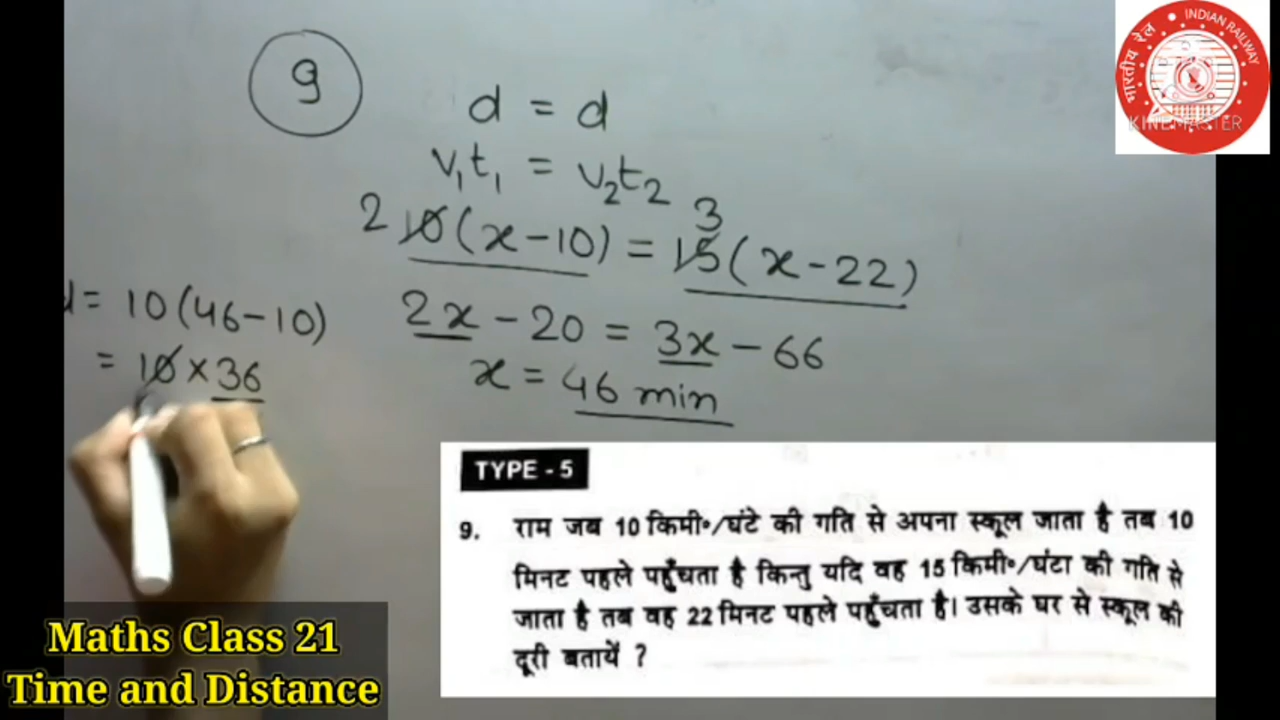 INDIAN RAILWAY
भारतीय रेल
KINEMASTER
9
d = d
v₁t₁ = v₂t₂
2 3
10(x-10) = 15(x-22)
2x - 20 = 3x - 66
x = 46 min
d = 10(46-10)
= 10 × 36
TYPE - 5
9. राम जब 10 किमी॰/घंटे की गति से अपना स्कूल जाता है तब 10
मिनट पहले पहुँचता है किन्तु यदि वह 15 किमी॰/घंटा की गति से
जाता है तब वह 22 मिनट पहले पहुँचता है। उसके घर से स्कूल की
दूरी बतायें ?
Maths Class 21
Time and Distance